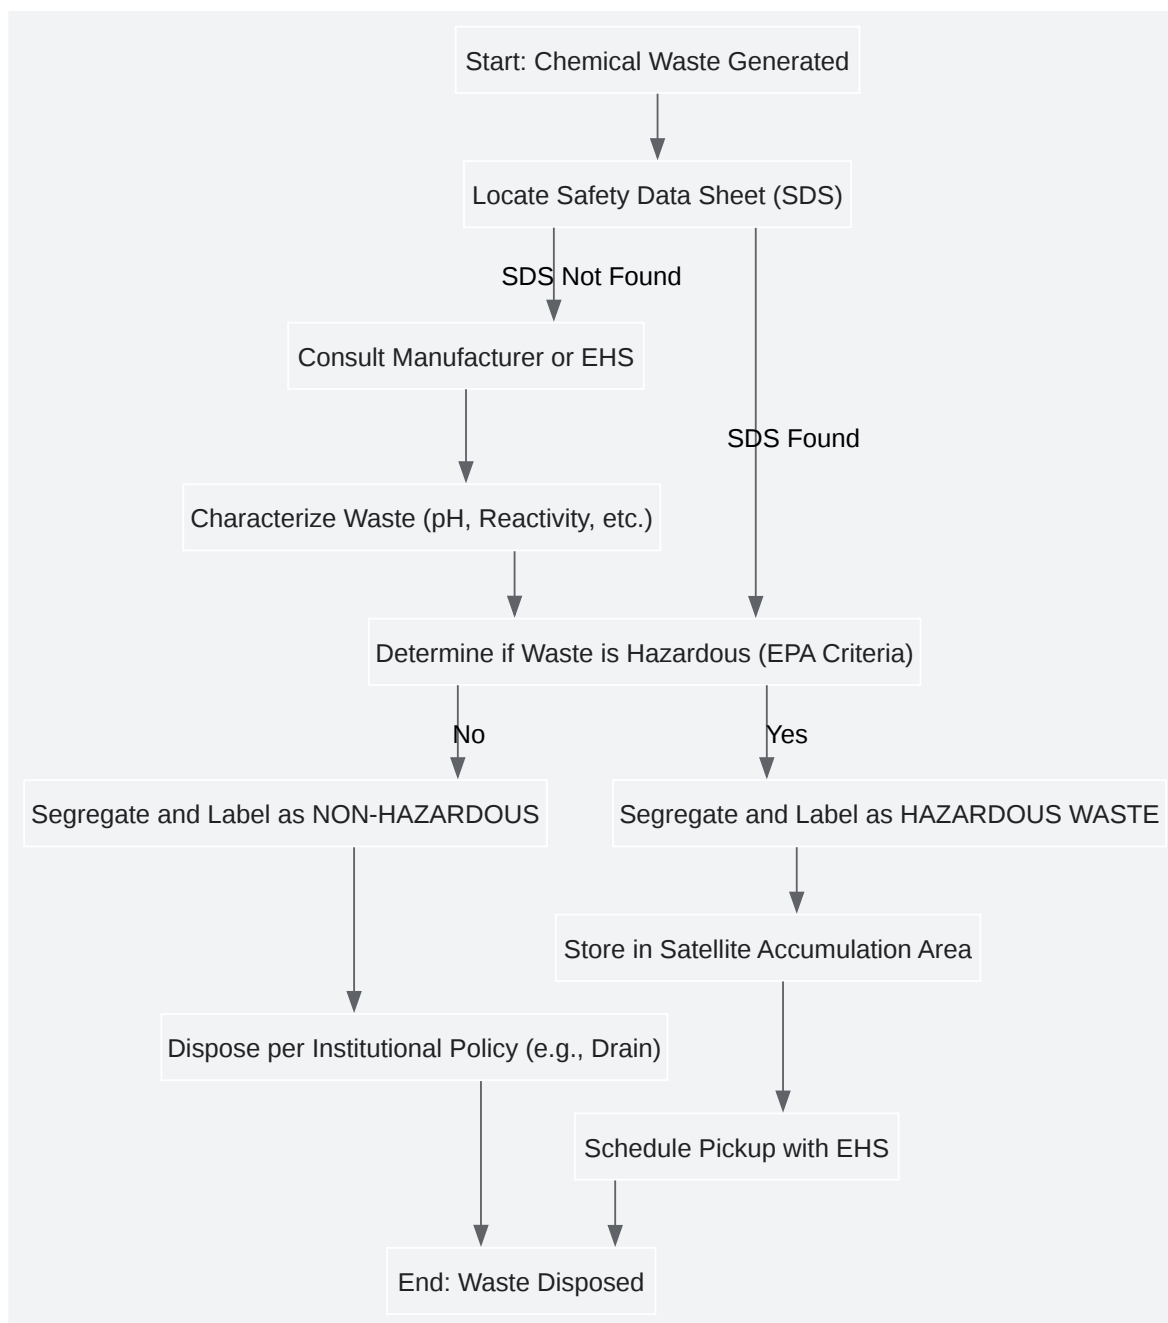 Start: Chemical Waste Generated
Locate Safety Data Sheet (SDS)
SDS Not Found
Consult Manufacturer or EHS
SDS Found
Characterize Waste (pH, Reactivity, etc.)
Determine if Waste is Hazardous (EPA Criteria)
No
Yes
Segregate and Label as NON-HAZARDOUS
Segregate and Label as HAZARDOUS WASTE
Store in Satellite Accumulation Area
Dispose per Institutional Policy (e.g., Drain)
Schedule Pickup with EHS
End: Waste Disposed